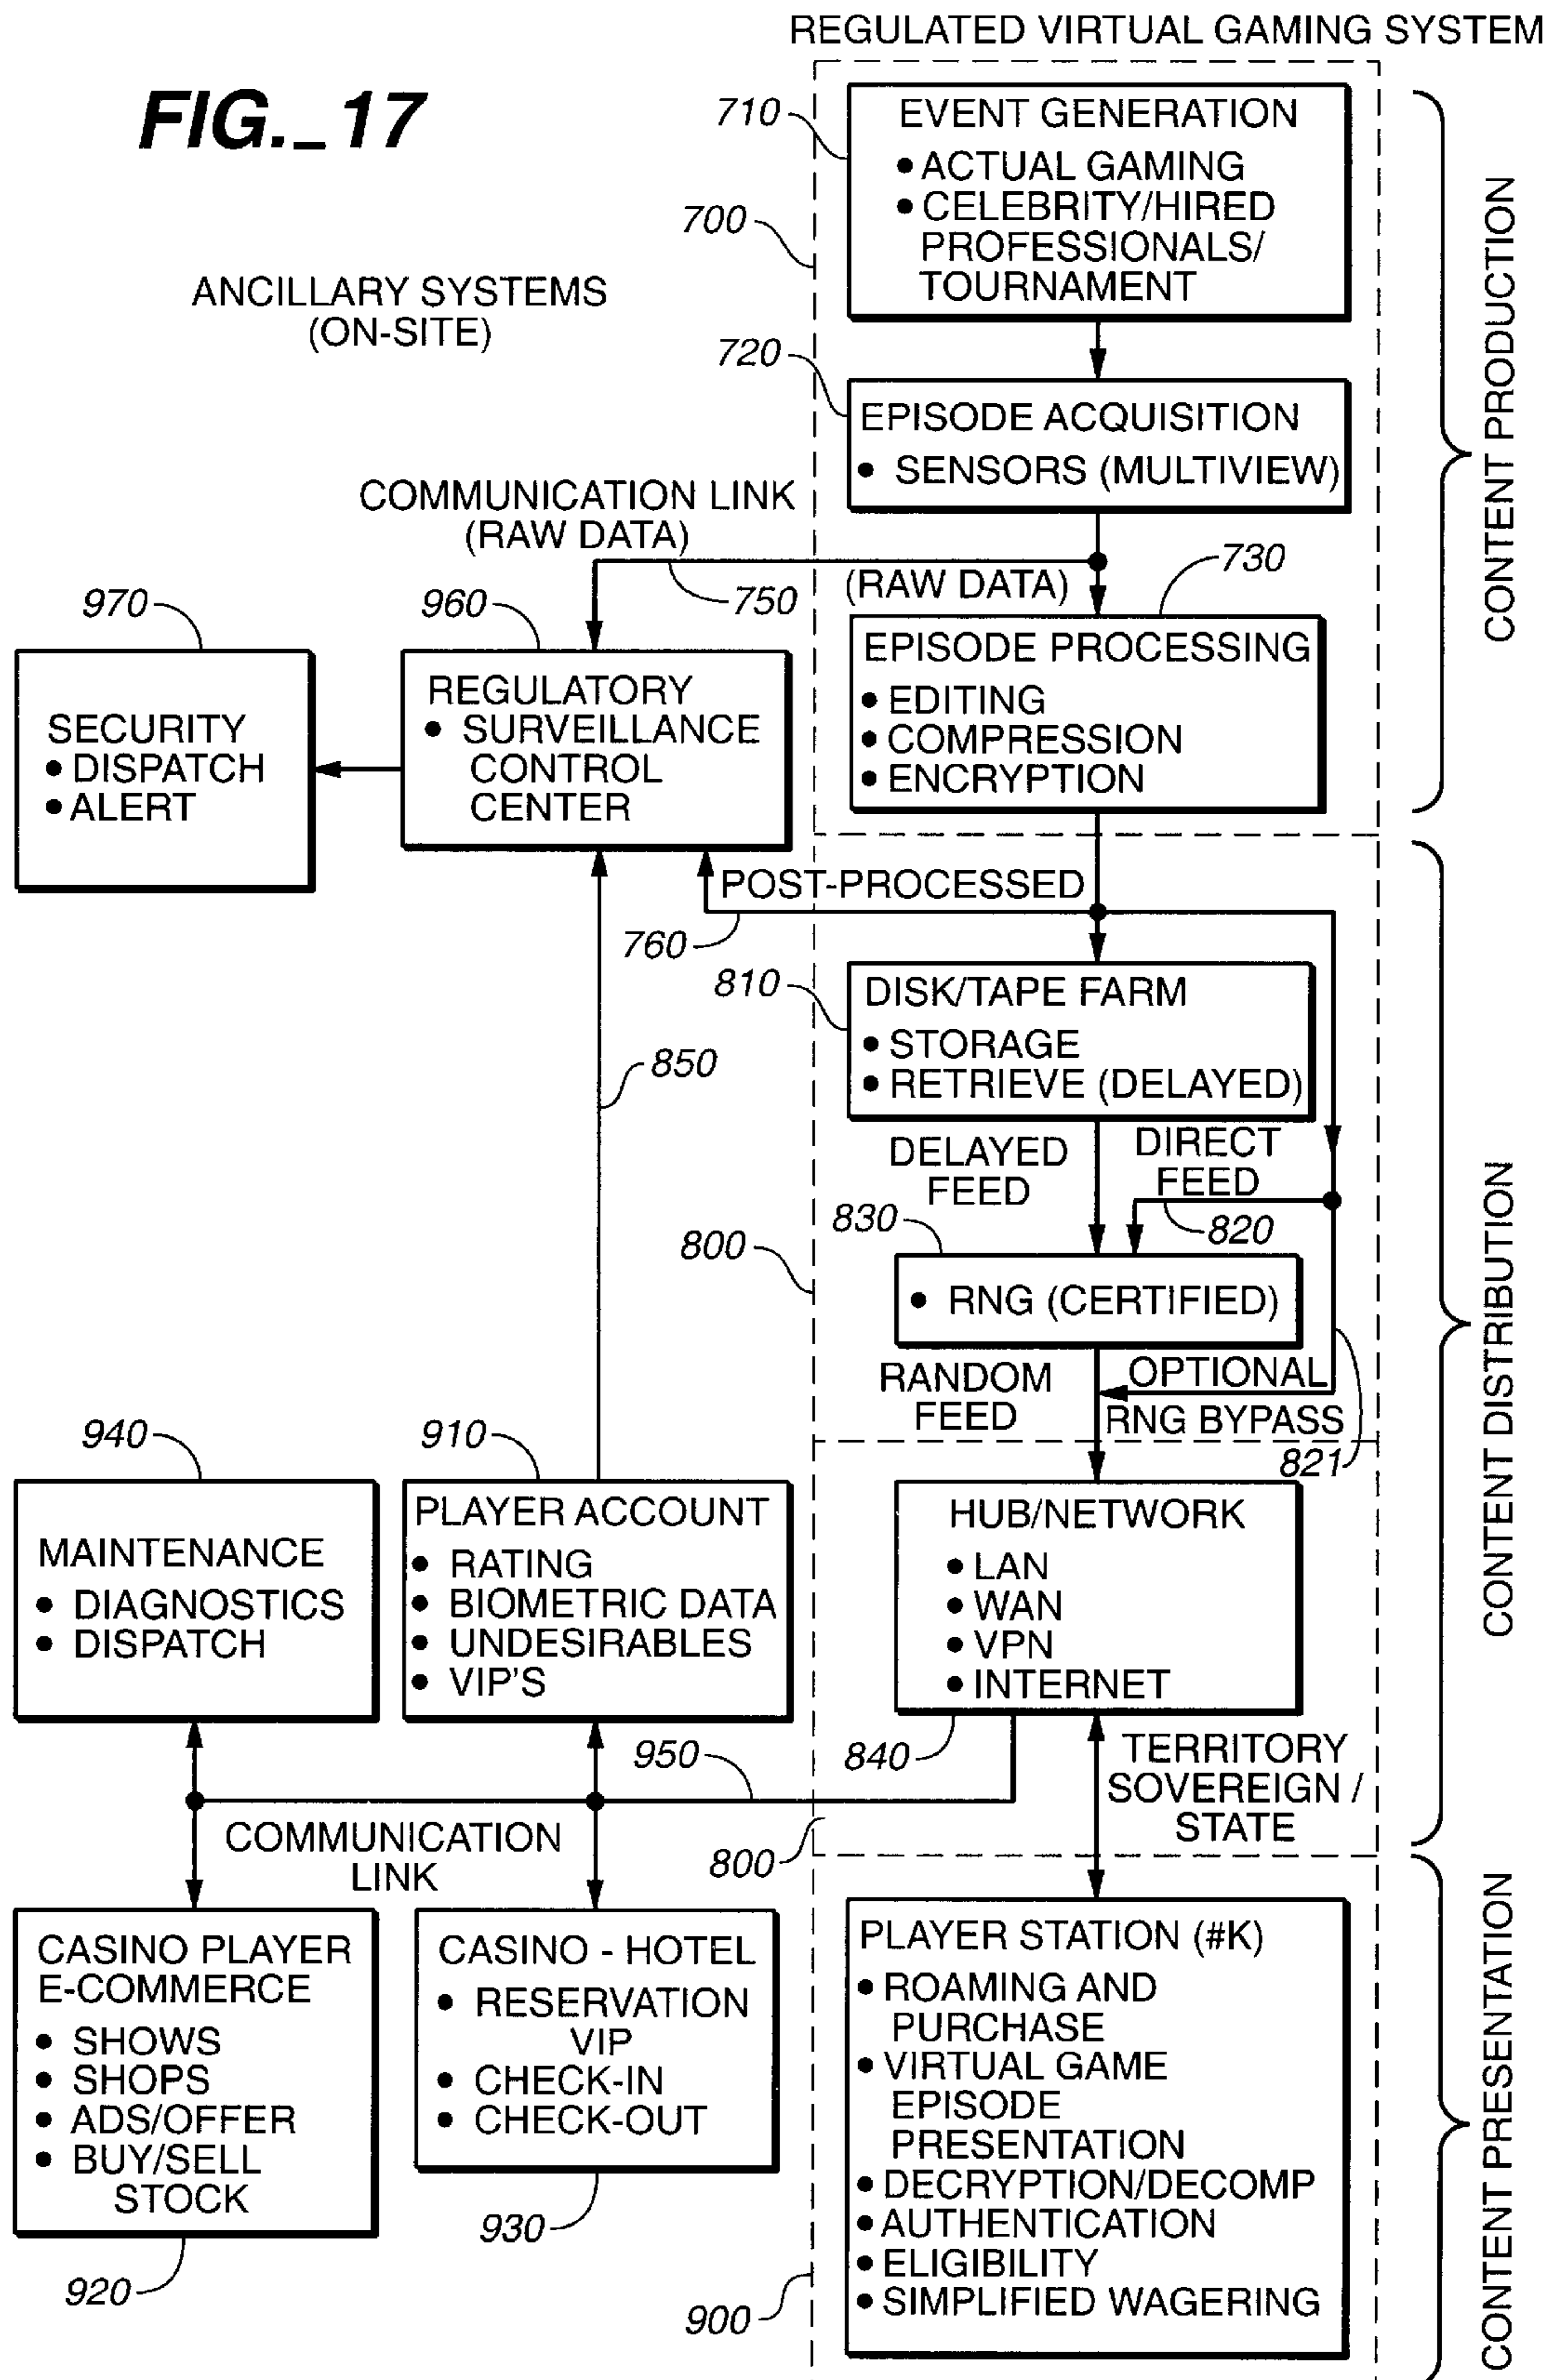 REGULATED VIRTUAL GAMING SYSTEM
FIG._17
710
EVENT GENERATION
• ACTUAL GAMING
• CELEBRITY/HIRED
PROFESSIONALS/
TOURNAMENT
700
ANCILLARY SYSTEMS
(ON-SITE)
CONTENT PRODUCTION
720
EPISODE ACQUISITION
• SENSORS (MULTIVIEW)
COMMUNICATION LINK
(RAW DATA)
750
(RAW DATA)
730
EPISODE PROCESSING
• EDITING
• COMPRESSION
• ENCRYPTION
970
SECURITY
• DISPATCH
• ALERT
960
REGULATORY
• SURVEILLANCE
CONTROL
CENTER
POST-PROCESSED
760
810
DISK/TAPE FARM
• STORAGE
• RETRIEVE (DELAYED)
850
DELAYED
FEED
DIRECT
FEED
820
830
800
• RNG (CERTIFIED)
RANDOM
FEED
OPTIONAL
RNG BYPASS
821
CONTENT DISTRIBUTION
940
MAINTENANCE
• DIAGNOSTICS
• DISPATCH
910
PLAYER ACCOUNT
• RATING
• BIOMETRIC DATA
• UNDESIRABLES
• VIP'S
HUB/NETWORK
• LAN
• WAN
• VPN
• INTERNET
840
950
TERRITORY
SOVEREIGN /
STATE
COMMUNICATION
LINK
800
CASINO PLAYER
E-COMMERCE
• SHOWS
• SHOPS
• ADS/OFFER
• BUY/SELL
STOCK
920
CASINO - HOTEL
• RESERVATION
VIP
• CHECK-IN
• CHECK-OUT
930
PLAYER STATION (#K)
• ROAMING AND
PURCHASE
• VIRTUAL GAME
EPISODE
PRESENTATION
• DECRYPTION/DECOMP
• AUTHENTICATION
• ELIGIBILITY
• SIMPLIFIED WAGERING
900
CONTENT PRESENTATION